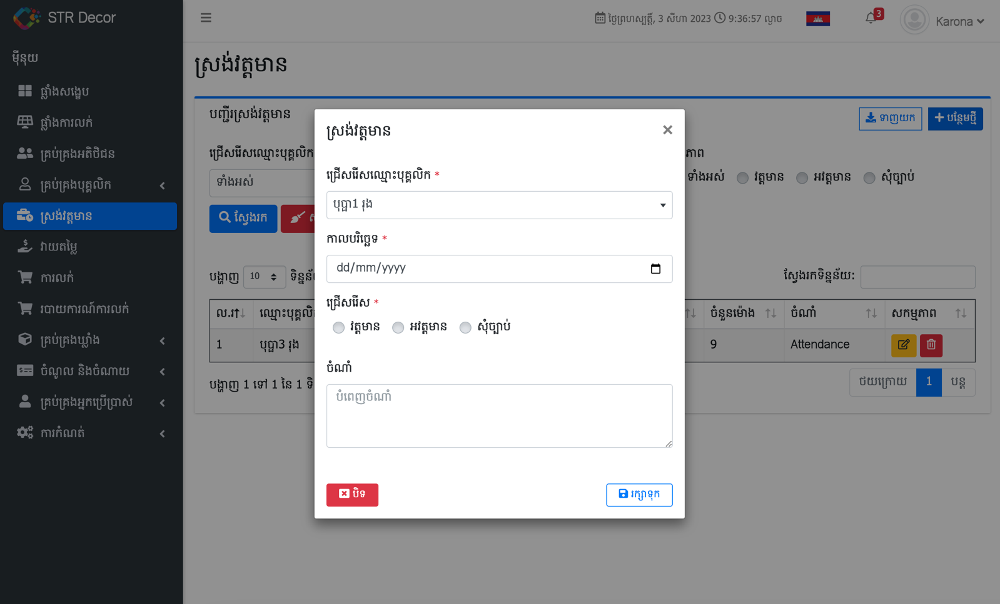 STR Decor
ថ្ងៃព្រហស្បត្តិ៍, 3 សីហា 2023 9:36:57 ល្ងាច
3
Karona
ម៉ឺនុយ
ផ្ទាំងសង្ខេប
ផ្ទាំងការលក់
គ្រប់គ្រងអតិថិជន
គ្រប់គ្រងបុគ្គលិក
ស្រង់វត្តមាន
វាយតម្លៃ
ការលក់
របាយការណ៍ការលក់
គ្រប់គ្រងឃ្លាំង
ចំណូល និងចំណាយ
គ្រប់គ្រងអ្នកប្រើប្រាស់
ការកំណត់
ស្រង់វត្តមាន
បញ្ជីរស្រង់វត្តមាន
ទាញយក
បន្ថែមថ្មី
ជ្រើសរើសឈ្មោះបុគ្គលិក
ភាព
ទាំងអស់
ទាំងអស់ វត្តមាន អវត្តមាន សុំច្បាប់
ស្វែងរក
បង្ហាញ 10 ទិន្នន័យ
ស្វែងរកទិន្នន័យ:
ល.រ ឈ្មោះបុគ្គលិក ចំនួនម៉ោង ចំណាំ សកម្មភាព
1 បុប្ផា3 រុង 9 Attendance
បង្ហាញ 1 ទៅ 1 នៃ 1 ទិ
ថយក្រោយ 1 បន្ត
ស្រង់វត្តមាន
×
ជ្រើសរើសឈ្មោះបុគ្គលិក *
បុប្ផា1 រុង
កាលបរិច្ឆេទ *
dd/mm/yyyy
ជ្រើសរើស *
វត្តមាន អវត្តមាន សុំច្បាប់
ចំណាំ
បំពេញចំណាំ
បិទ
រក្សាទុក